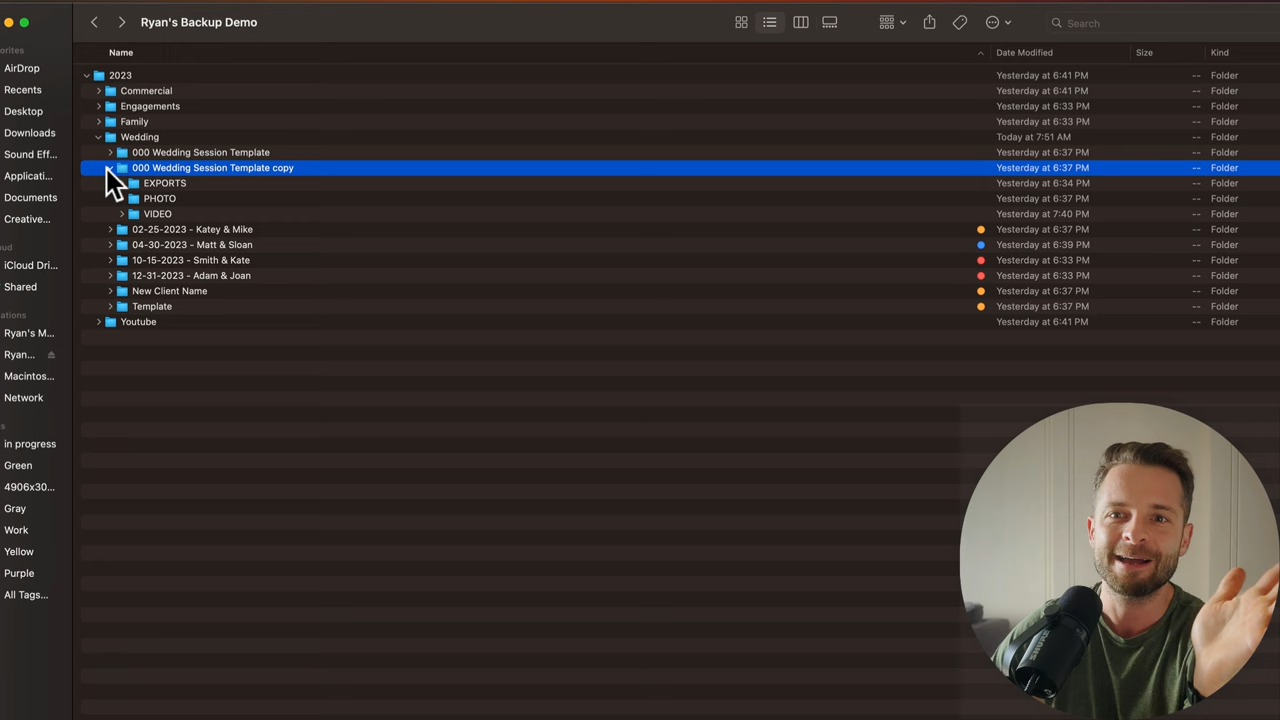 Ryan's Backup Demo
Search
Name
Date Modified
Size
Kind
orites
AirDrop
Recents
Desktop
Downloads
Sound Eff...
Applicati...
Documents
Creative...
oud
iCloud Dri...
Shared
ations
Ryan's M...
Ryan...
Macintos...
Network
s
in progress
Green
4906x30...
Gray
Work
Yellow
Purple
All Tags...
2023 Yesterday at 6:41 PM -- Folder
Commercial Yesterday at 6:41 PM -- Folder
Engagements Yesterday at 6:33 PM -- Folder
Family Yesterday at 6:33 PM -- Folder
Wedding Today at 7:51 AM -- Folder
000 Wedding Session Template Yesterday at 6:37 PM -- Folder
000 Wedding Session Template copy Yesterday at 6:37 PM -- Folder
EXPORTS Yesterday at 6:34 PM -- Folder
PHOTO Yesterday at 6:37 PM -- Folder
VIDEO Yesterday at 7:40 PM -- Folder
02-25-2023 - Katey & Mike Yesterday at 6:37 PM -- Folder
04-30-2023 - Matt & Sloan Yesterday at 6:39 PM -- Folder
10-15-2023 - Smith & Kate Yesterday at 6:33 PM -- Folder
12-31-2023 - Adam & Joan Yesterday at 6:33 PM -- Folder
New Client Name Yesterday at 6:37 PM -- Folder
Template Yesterday at 6:37 PM -- Folder
Youtube Yesterday at 6:41 PM -- Folder
SHURE